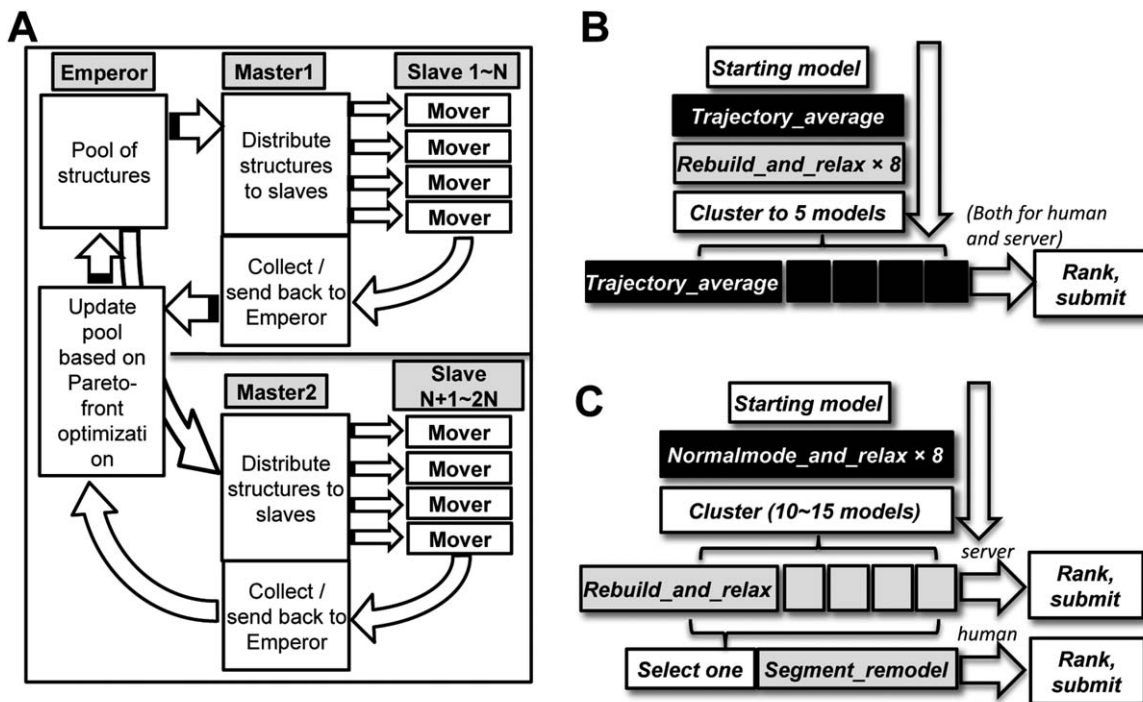 A
Emperor
Master1
Slave 1~N
Pool of
structures
Distribute
structures
to slaves
Mover
Mover
Mover
Mover
Collect /
send back to
Emperor
Update
pool
based on
Pareto-
front
optimizati
on
Master2
Slave
N+1~2N
Distribute
structures to
slaves
Mover
Mover
Mover
Mover
Collect /
send back to
Emperor
B
Starting model
Trajectory_average
Rebuild_and_relax × 8
Cluster to 5 models
(Both for human
and server)
Trajectory_average
Rank,
submit
C
Starting model
Normalmode_and_relax × 8
Cluster (10~15 models)
server
Rebuild_and_relax
Rank,
submit
human
Select one
Segment_remodel
Rank,
submit